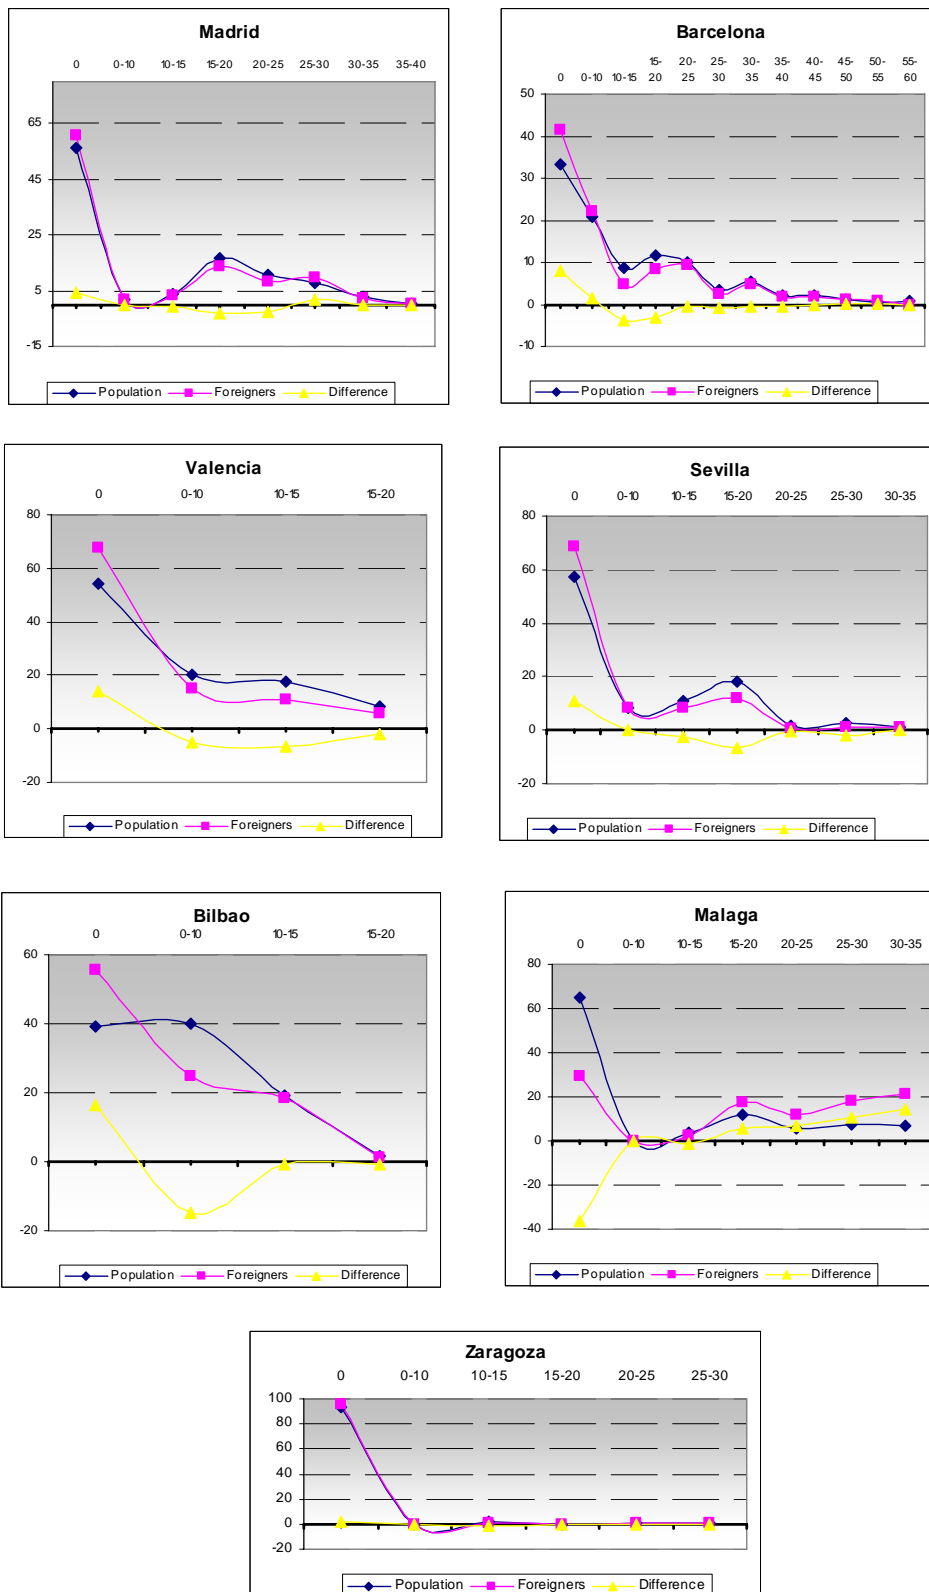 Madrid
0 0-10 10-15 15-20 20-25 25-30 30-35 35-40
65
45
25
5
-15
Population Foreigners Difference
Barcelona
0 0-10 10-15 15-20 20-25 25-30 30-35 35-40 40-45 45-50 50-55 55-60
50
40
30
20
10
0
-10
Population Foreigners Difference
Valencia
0 0-10 10-15 15-20
80
60
40
20
0
-20
Population Foreigners Difference
Sevilla
0 0-10 10-15 15-20 20-25 25-30 30-35
80
60
40
20
0
-20
Population Foreigners Difference
Bilbao
0 0-10 10-15 15-20
60
40
20
0
-20
Population Foreigners Difference
Malaga
0 0-10 10-15 15-20 20-25 25-30 30-35
80
60
40
20
0
-20
-40
Population Foreigners Difference
Zaragoza
0 0-10 10-15 15-20 20-25 25-30
100
80
60
40
20
0
-20
Population Foreigners Difference